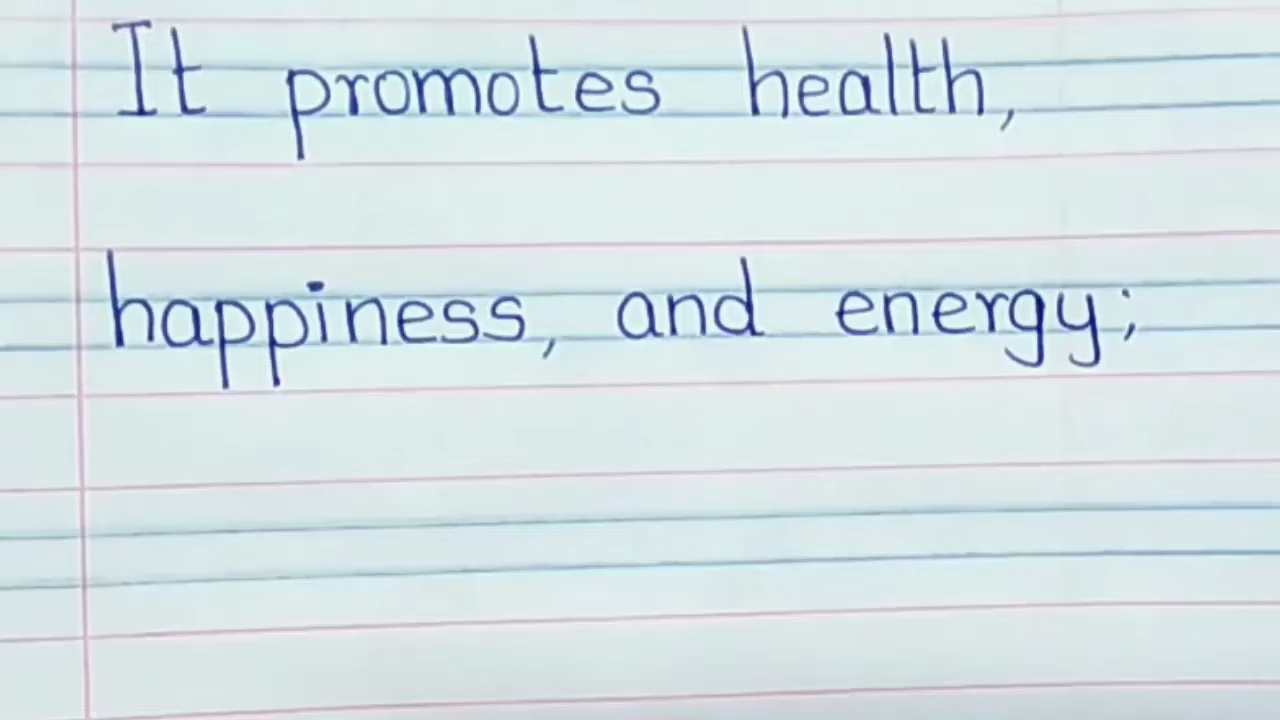 It promotes health,
happiness, and energy;